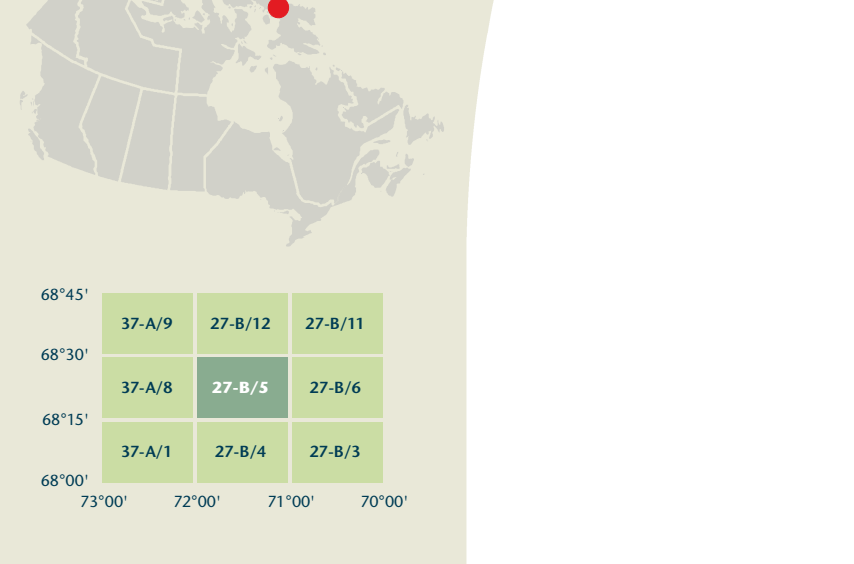 68°45'
37-A/9 27-B/12 27-B/11
68°30'
37-A/8 27-B/5 27-B/6
68°15'
37-A/1 27-B/4 27-B/3
68°00'
73°00' 72°00' 71°00' 70°00'